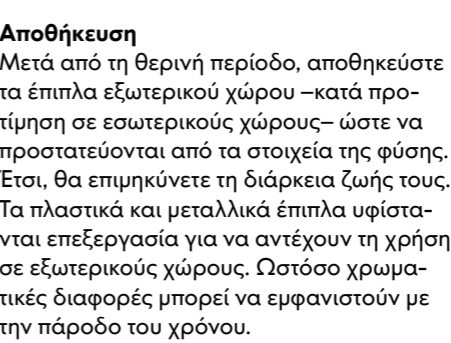 Αποθήκευση
Μετά από τη θερινή περίοδο, αποθηκεύστε
τα έπιπλα εξωτερικού χώρου –κατά προ-
τίμηση σε εσωτερικούς χώρους– ώστε να
προστατεύονται από τα στοιχεία της φύσης.
Έτσι, θα επιμηκύνετε τη διάρκεια ζωής τους.
Τα πλαστικά και μεταλλικά έπιπλα υφίστα-
νται επεξεργασία για να αντέχουν τη χρήση
σε εξωτερικούς χώρους. Ωστόσο χρωμα-
τικές διαφορές μπορεί να εμφανιστούν με
την πάροδο του χρόνου.